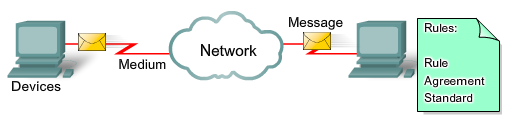 Message
Rules:
Network
Medium
Rule
Devices
Agreement
Standard